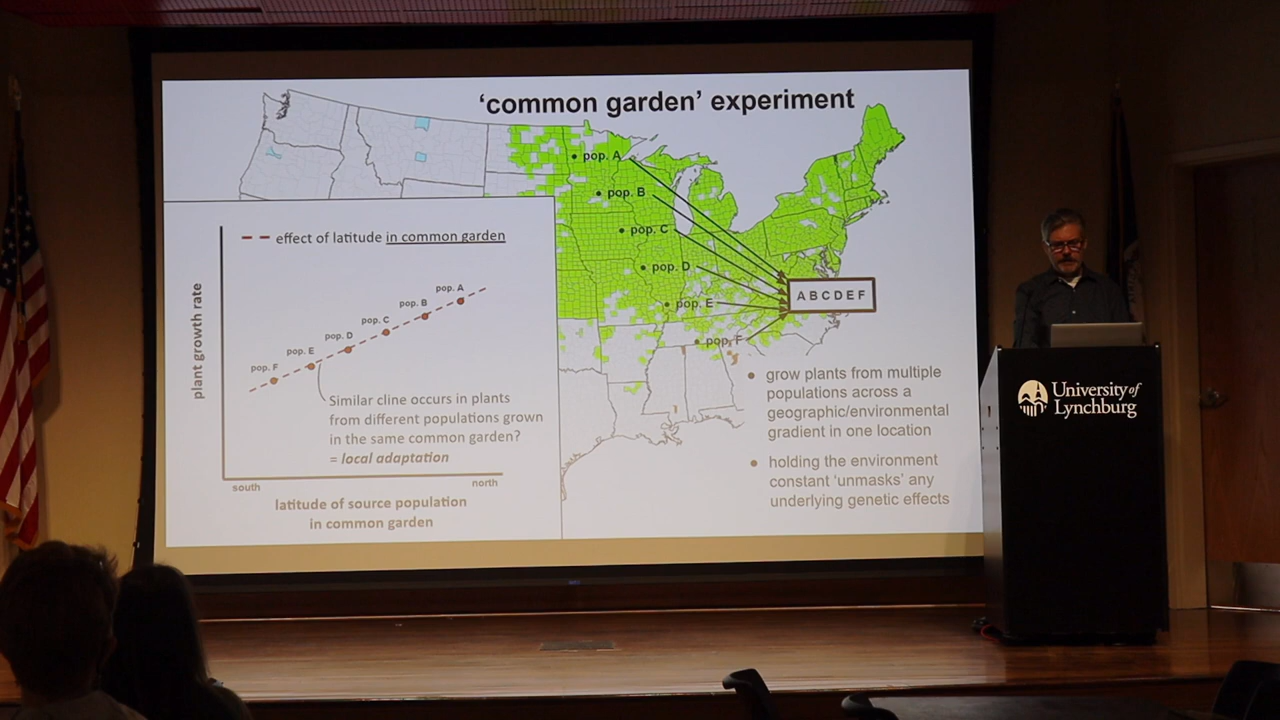 ‘common garden’ experiment
pop. A
pop. B
pop. C
pop. D
pop. E
pop. F
A B C D E F
effect of latitude in common garden
plant growth rate
pop. A
pop. B
pop. C
pop. D
pop. E
pop. F
Similar cline occurs in plants
from different populations grown
in the same common garden?
= local adaptation
south
north
latitude of source population
in common garden
grow plants from multiple
populations across a
geographic/environmental
gradient in one location
holding the environment
constant ‘unmasks’ any
underlying genetic effects
University of
Lynchburg